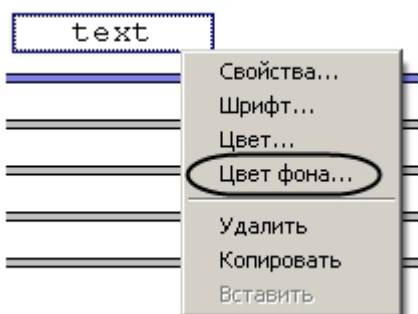 text
Свойства...
Шрифт...
Цвет...
Цвет фона...
Удалить
Копировать
Вставить